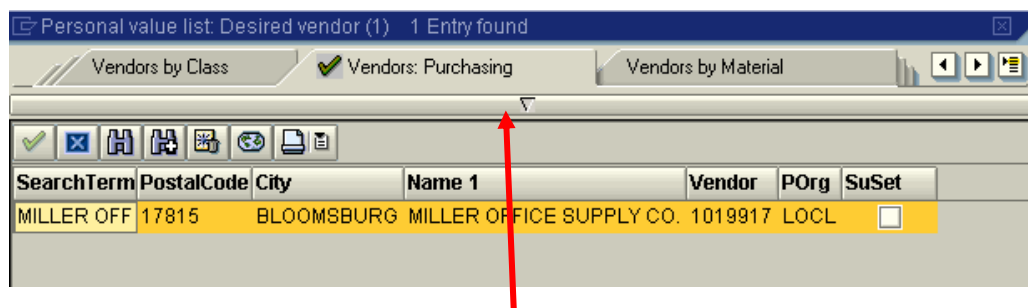 Personal value list: Desired vendor (1) 1 Entry found
Vendors by Class Vendors: Purchasing Vendors by Material
SearchTerm PostalCode City Name 1 Vendor POrg SuSet
MILLER OFF 17815 BLOOMSBURG MILLER OFFICE SUPPLY CO. 1019917 LOCL